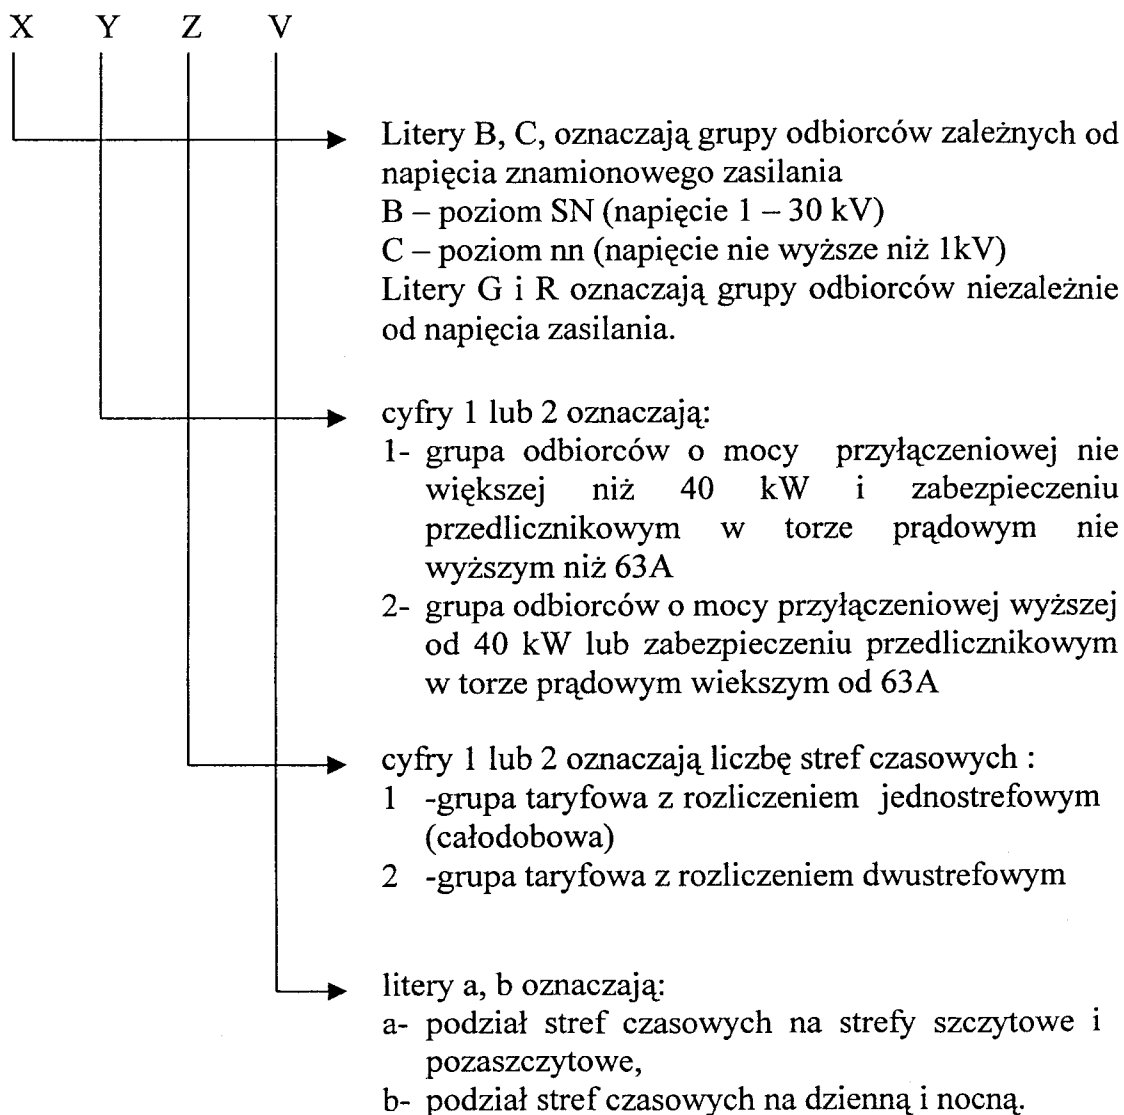 X Y Z V
Litery B, C, oznaczają grupy odbiorców zależnych od
napięcia znamionowego zasilania
B – poziom SN (napięcie 1 – 30 kV)
C – poziom nn (napięcie nie wyższe niż 1kV)
Litery G i R oznaczają grupy odbiorców niezależnie
od napięcia zasilania.
cyfry 1 lub 2 oznaczają:
1- grupa odbiorców o mocy przyłączeniowej nie
większej niż 40 kW i zabezpieczeniu
przedlicznikowym w torze prądowym nie
wyższym niż 63A
2- grupa odbiorców o mocy przyłączeniowej wyższej
od 40 kW lub zabezpieczeniu przedlicznikowym
w torze prądowym wiekszym od 63A
cyfry 1 lub 2 oznaczają liczbę stref czasowych :
1 -grupa taryfowa z rozliczeniem jednostrefowym
(całodobowa)
2 -grupa taryfowa z rozliczeniem dwustrefowym
litery a, b oznaczają:
a- podział stref czasowych na strefy szczytowe i
pozaszczytowe,
b- podział stref czasowych na dzienną i nocną.